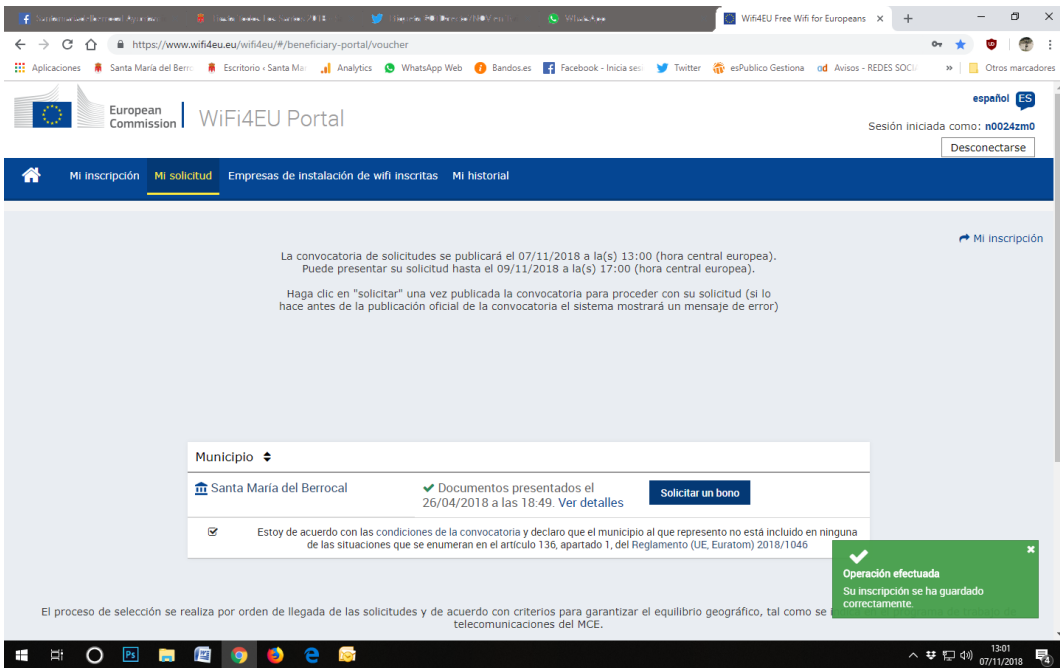 WiFi4EU Free Wifi for Europeans
https://www.wifi4eu.eu/wifi4eu/#/beneficiary-portal/voucher
Aplicaciones Santa María del Berro Escritorio ‹ Santa Mar Analytics WhatsApp Web Bandos.es Facebook - Inicia sesi Twitter esPublico Gestiona Avisos - REDES SOCI » Otros marcadores
European
Commission
WiFi4EU Portal
español ES
Sesión iniciada como: n0024zm0
Desconectarse
Mi inscripción Mi solicitud Empresas de instalación de wifi inscritas Mi historial
Mi inscripción
La convocatoria de solicitudes se publicará el 07/11/2018 a la(s) 13:00 (hora central europea).
Puede presentar su solicitud hasta el 09/11/2018 a la(s) 17:00 (hora central europea).
Haga clic en "solicitar" una vez publicada la convocatoria para proceder con su solicitud (si lo
hace antes de la publicación oficial de la convocatoria el sistema mostrará un mensaje de error)
Municipio
Santa María del Berrocal
Documentos presentados el
26/04/2018 a las 18:49. Ver detalles
Solicitar un bono
Estoy de acuerdo con las condiciones de la convocatoria y declaro que el municipio al que represento no está incluido en ninguna
de las situaciones que se enumeran en el artículo 136, apartado 1, del Reglamento (UE, Euratom) 2018/1046
Operación efectuada
Su inscripción se ha guardado
correctamente.
El proceso de selección se realiza por orden de llegada de las solicitudes y de acuerdo con criterios para garantizar el equilibrio geográfico, tal como se
telecomunicaciones del MCE.
Ps
13:01
07/11/2018
4